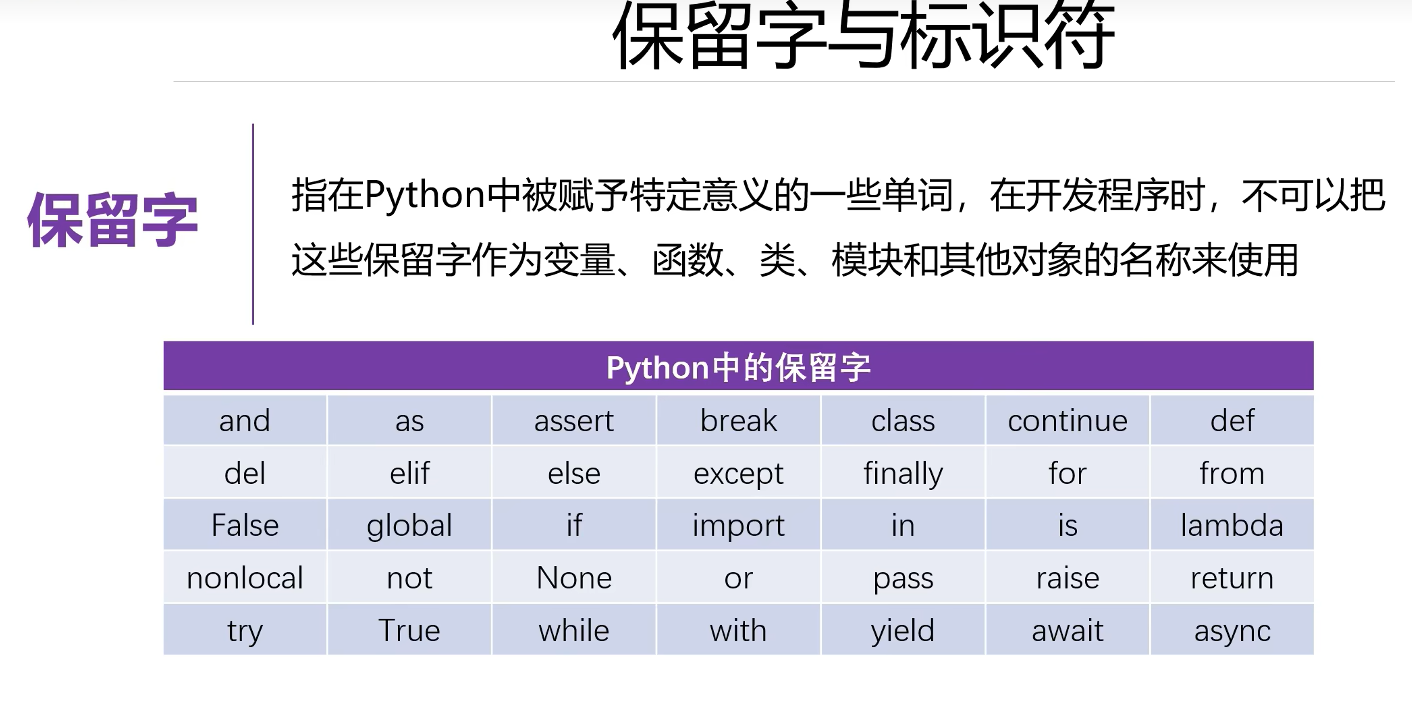 保留字与标识符
保留字
指在Python中被赋予特定意义的一些单词，在开发程序时，不可以把
这些保留字作为变量、函数、类、模块和其他对象的名称来使用
Python中的保留字
and as assert break class continue def
del elif else except finally for from
False global if import in is lambda
nonlocal not None or pass raise return
try True while with yield await async